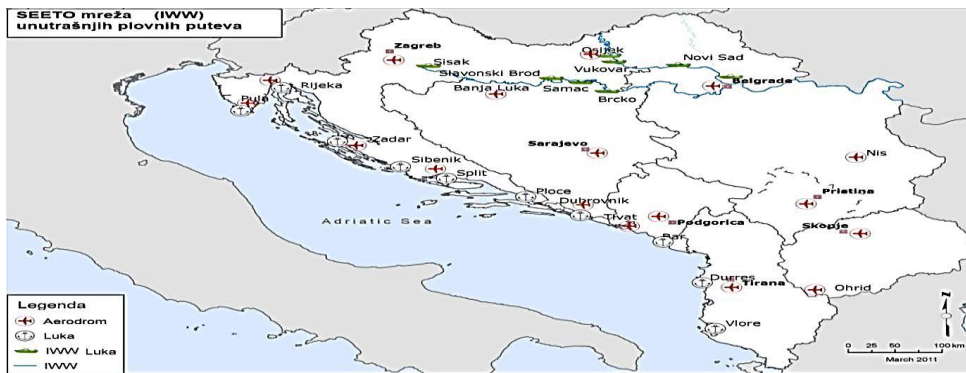 SEETO mreža (IWW)
unutrašnjih plovnih puteva
Zagreb
Sisak
Slavonski Brod
Osijek
Vukovar
Novi Sad
Belgrade
Rijeka
Pula
Banja Luka
Samac
Brcko
Zadar
Sarajevo
Nis
Sibenik
Split
Ploce
Pristina
Dubrovnik
Adriatic Sea
Tivat
Podgorica
Skopje
Bar
Durres
Tirana
Ohrid
Vlore
Legenda
Aerodrom
Luka
IWW Luka
IWW
N
0 25 50 100 km
March 2011